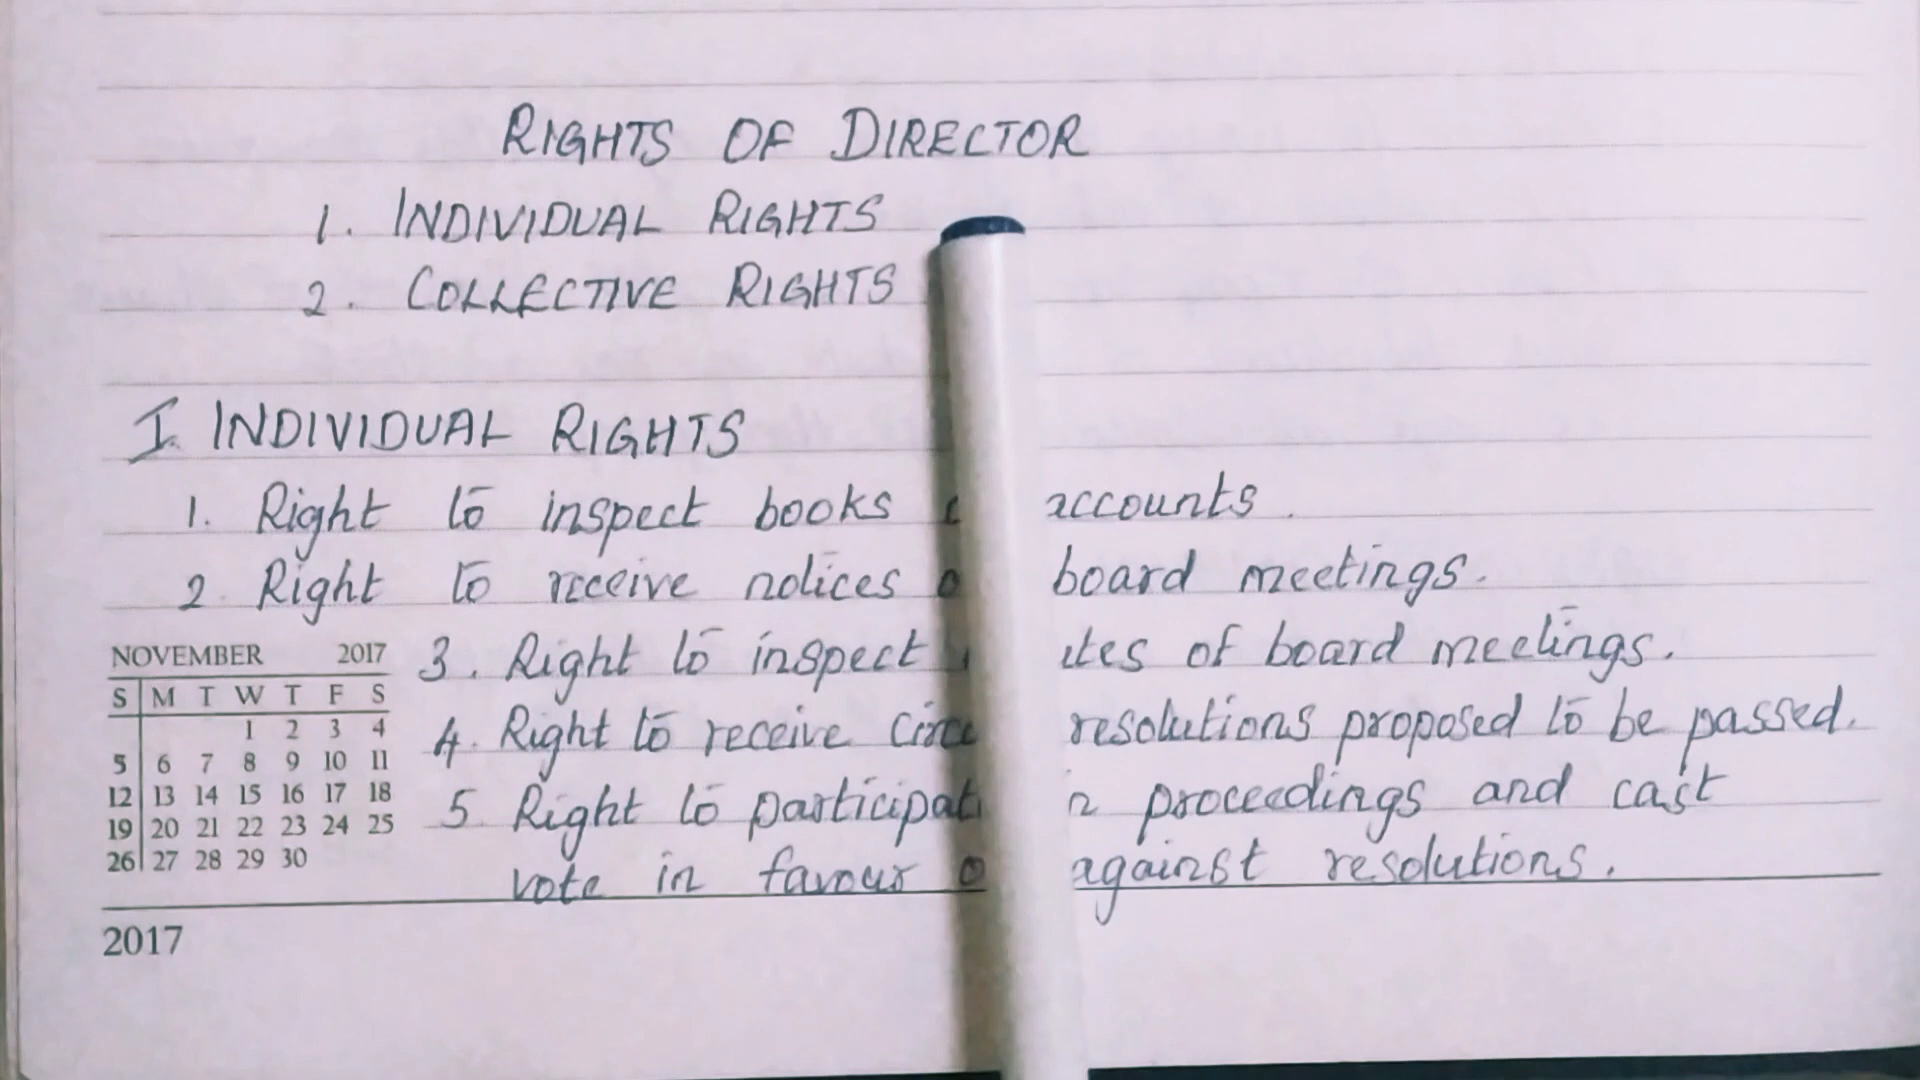 RIGHTS OF DIRECTOR
1. INDIVIDUAL RIGHTS
2. COLLECTIVE RIGHTS
I. INDIVIDUAL RIGHTS
1. Right to inspect books accounts.
2. Right to receive notices board meetings.
3. Right to inspect of board meetings.
4. Right to receive resolutions proposed to be passed.
5. Right to proceedings and cast
vote in favour against resolutions.
NOVEMBER 2017
S M T W T F S
1 2 3 4
5 6 7 8 9 10 11
12 13 14 15 16 17 18
19 20 21 22 23 24 25
26 27 28 29 30
2017